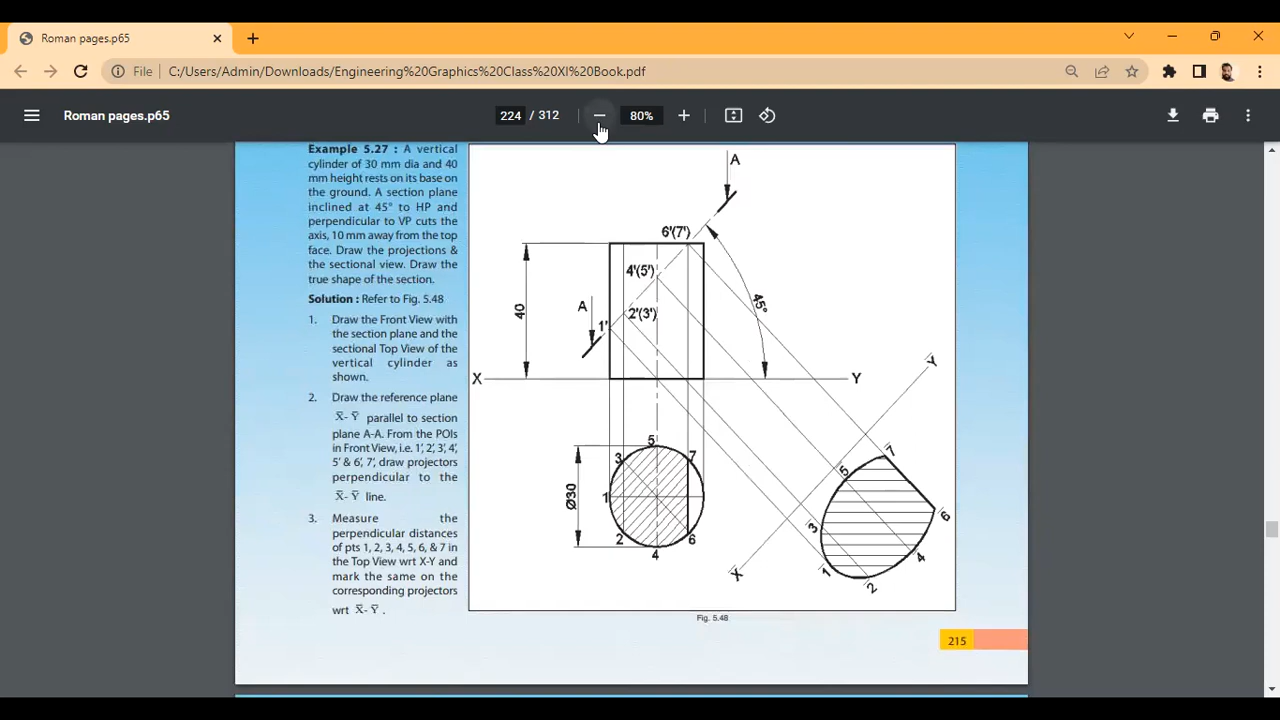 Roman pages.p65
File C:/Users/Admin/Downloads/Engineering%20Graphics%20Class%20XI%20Book.pdf
Roman pages.p65
224 / 312
80%
Example 5.27 : A vertical
cylinder of 30 mm dia and 40
mm height rests on its base on
the ground. A section plane
inclined at 45° to HP and
perpendicular to VP cuts the
axis, 10 mm away from the top
face. Draw the projections &
the sectional view. Draw the
true shape of the section.
Solution : Refer to Fig. 5.48
1. Draw the Front View with
the section plane and the
sectional Top View of the
vertical cylinder as
shown.
2. Draw the reference plane
X̄-Ȳ parallel to section
plane A-A. From the POIs
in Front View, i.e. 1', 2', 3', 4',
5' & 6', 7', draw projectors
perpendicular to the
X̄-Ȳ line.
3. Measure the
perpendicular distances
of pts 1, 2, 3, 4, 5, 6, & 7 in
the Top View wrt X-Y and
mark the same on the
corresponding projectors
wrt X̄-Ȳ .
A
6'(7')
4'(5')
A
2'(3')
1'
40
45°
X
Y
Ȳ
5
3
7
1
Ø30
2
6
4
7
5
3
6
4
1
2
X̄
Fig. 5.48
215